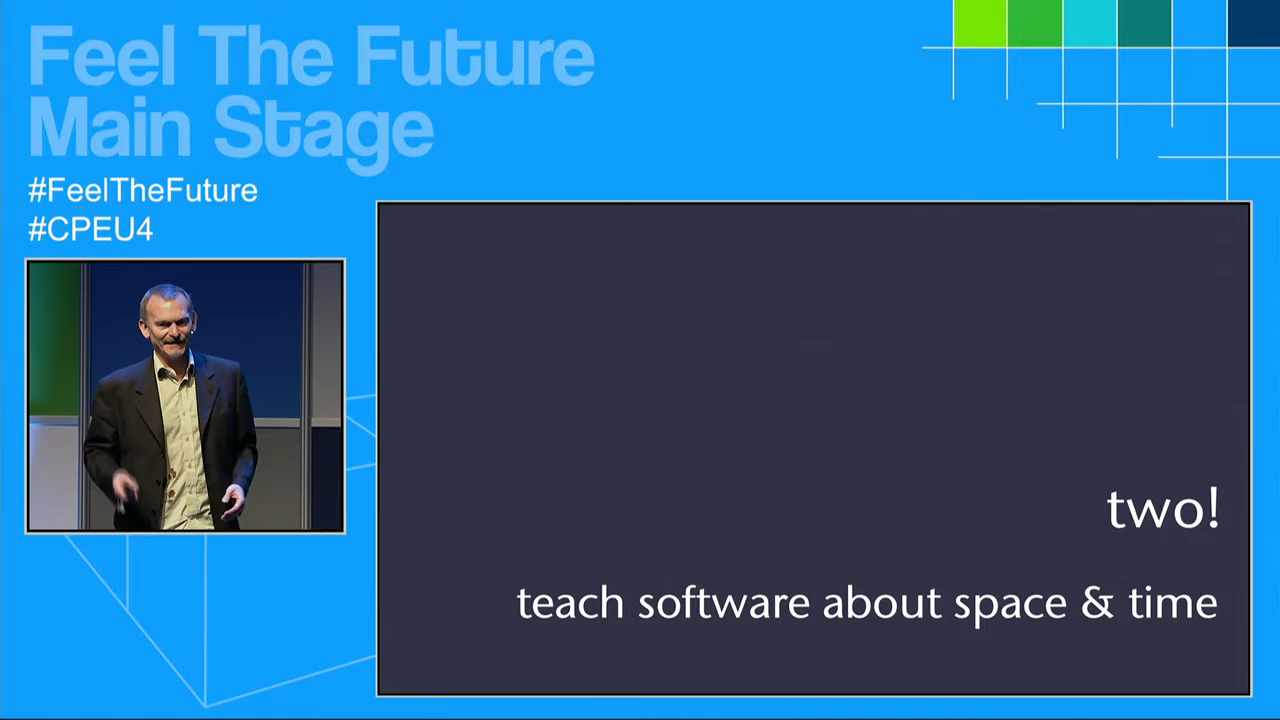 Feel The Future
Main Stage
#FeelTheFuture
#CPEU4
two!
teach software about space & time